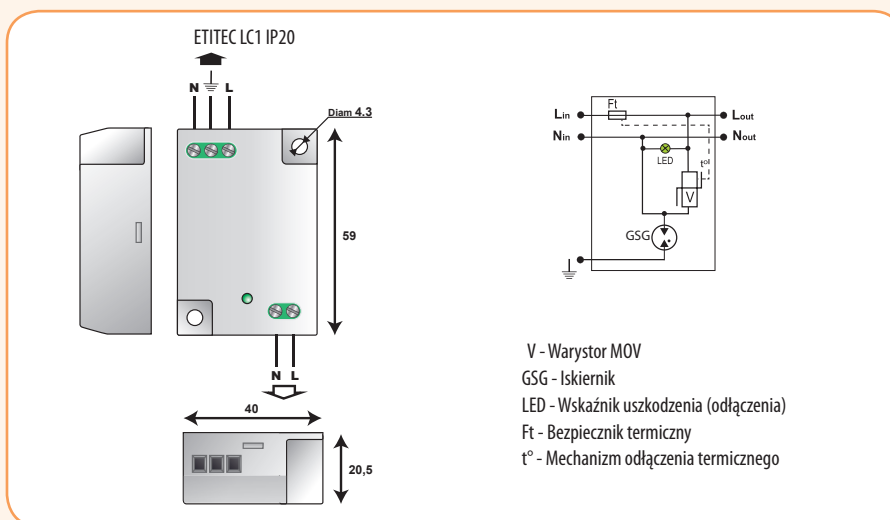 ETITEC LC1 IP20
N L
Diam 4.3
59
N L
40
20,5
Ft
Lin Lout
Nin Nout
LED
t°
V
GSG
V - Warystor MOV
GSG - Iskiernik
LED - Wskaźnik uszkodzenia (odłączenia)
Ft - Bezpiecznik termiczny
t° - Mechanizm odłączenia termicznego